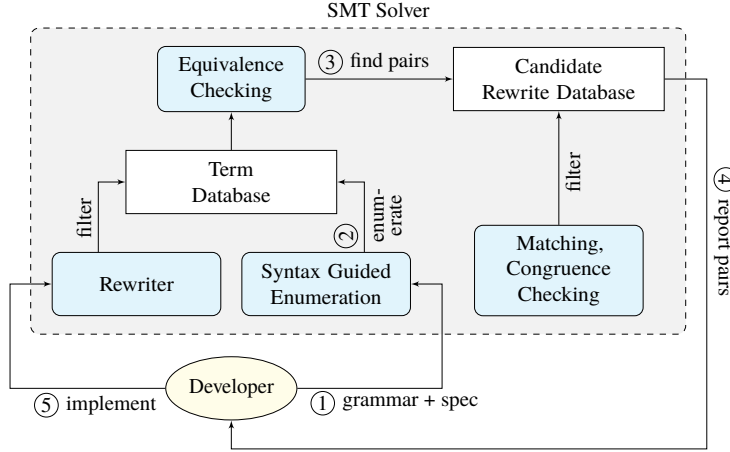 SMT Solver
Equivalence
Checking
③ find pairs
Candidate
Rewrite Database
Term
Database
filter
②
enum-
erate
filter
④ report pairs
Rewriter
Syntax Guided
Enumeration
Matching,
Congruence
Checking
Developer
⑤ implement
① grammar + spec